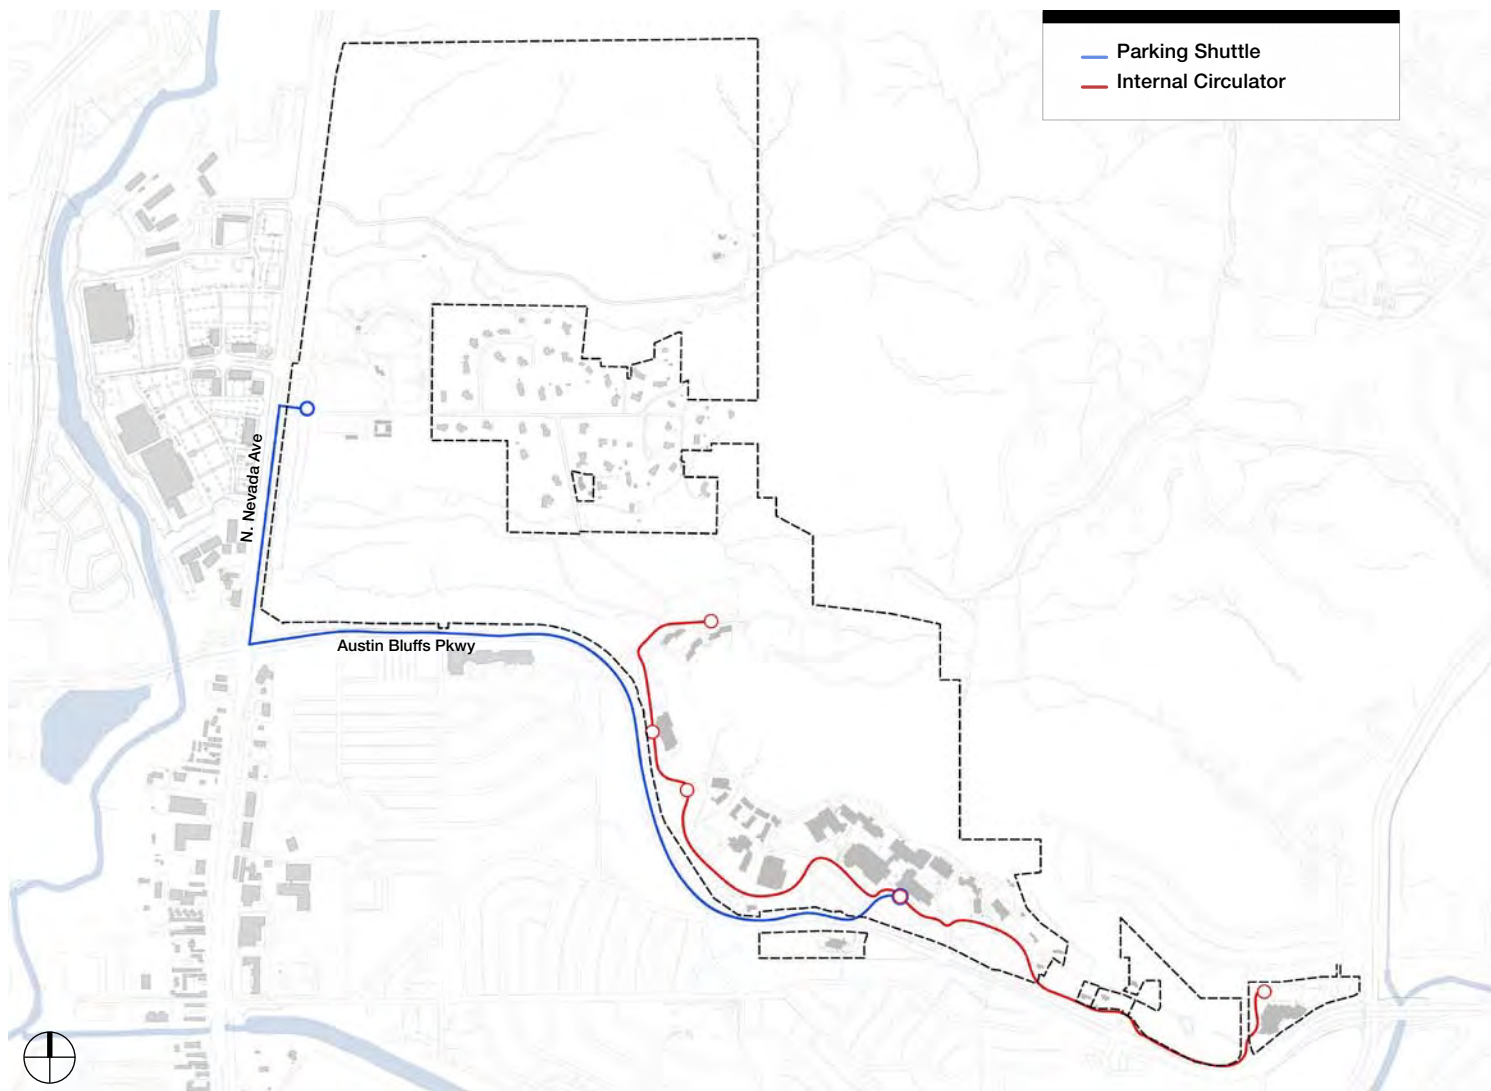 Parking Shuttle
Internal Circulator
N. Nevada Ave
Austin Bluffs Pkwy